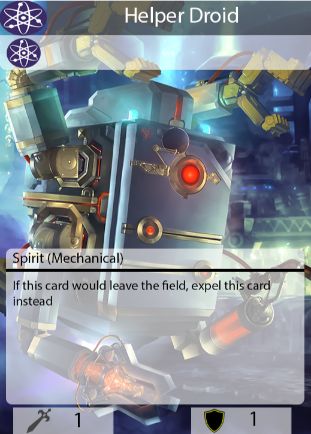 Helper Droid
Spirit (Mechanical)
If this card would leave the field, expel this card
instead
1
1